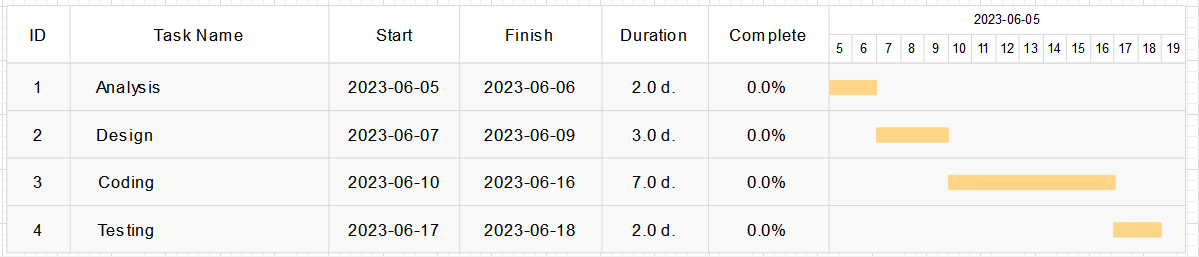 ID Task Name Start Finish Duration Complete 2023-06-05
5 6 7 8 9 10 11 12 13 14 15 16 17 18 19
1 Analysis 2023-06-05 2023-06-06 2.0 d. 0.0%
2 Design 2023-06-07 2023-06-09 3.0 d. 0.0%
3 Coding 2023-06-10 2023-06-16 7.0 d. 0.0%
4 Testing 2023-06-17 2023-06-18 2.0 d. 0.0%